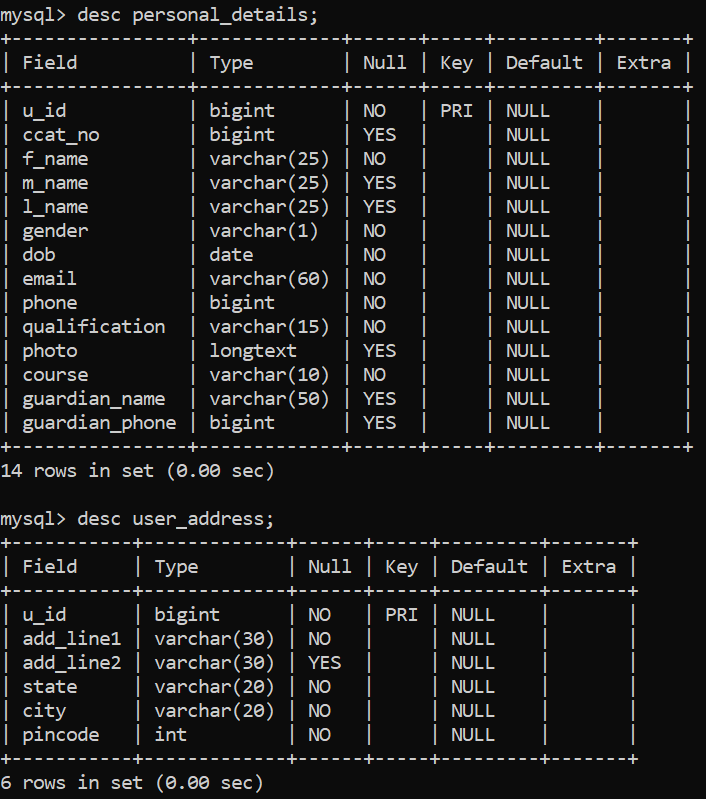 mysql> desc personal_details;
+----------------+-------------+------+-----+---------+-------+
| Field          | Type        | Null | Key | Default | Extra |
+----------------+-------------+------+-----+---------+-------+
| u_id           | bigint      | NO   | PRI | NULL    |       |
| ccat_no        | bigint      | YES  |     | NULL    |       |
| f_name         | varchar(25) | NO   |     | NULL    |       |
| m_name         | varchar(25) | YES  |     | NULL    |       |
| l_name         | varchar(25) | YES  |     | NULL    |       |
| gender         | varchar(1)  | NO   |     | NULL    |       |
| dob            | date        | NO   |     | NULL    |       |
| email          | varchar(60) | NO   |     | NULL    |       |
| phone          | bigint      | NO   |     | NULL    |       |
| qualification  | varchar(15) | NO   |     | NULL    |       |
| photo          | longtext    | YES  |     | NULL    |       |
| course         | varchar(10) | NO   |     | NULL    |       |
| guardian_name  | varchar(50) | YES  |     | NULL    |       |
| guardian_phone | bigint      | YES  |     | NULL    |       |
+----------------+-------------+------+-----+---------+-------+
14 rows in set (0.00 sec)

mysql> desc user_address;
+-----------+-------------+------+-----+---------+-------+
| Field     | Type        | Null | Key | Default | Extra |
+-----------+-------------+------+-----+---------+-------+
| u_id      | bigint      | NO   | PRI | NULL    |       |
| add_line1 | varchar(30) | NO   |     | NULL    |       |
| add_line2 | varchar(30) | YES  |     | NULL    |       |
| state     | varchar(20) | NO   |     | NULL    |       |
| city      | varchar(20) | NO   |     | NULL    |       |
| pincode   | int         | NO   |     | NULL    |       |
+-----------+-------------+------+-----+---------+-------+
6 rows in set (0.00 sec)